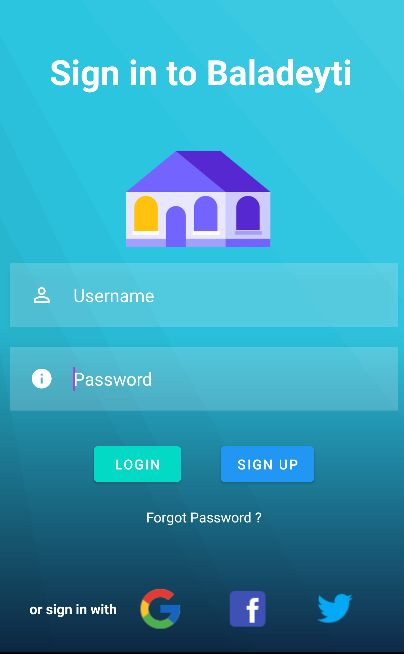 Sign in to Baladeyti
Username
Password
LOGIN
SIGN UP
Forgot Password ?
or sign in with